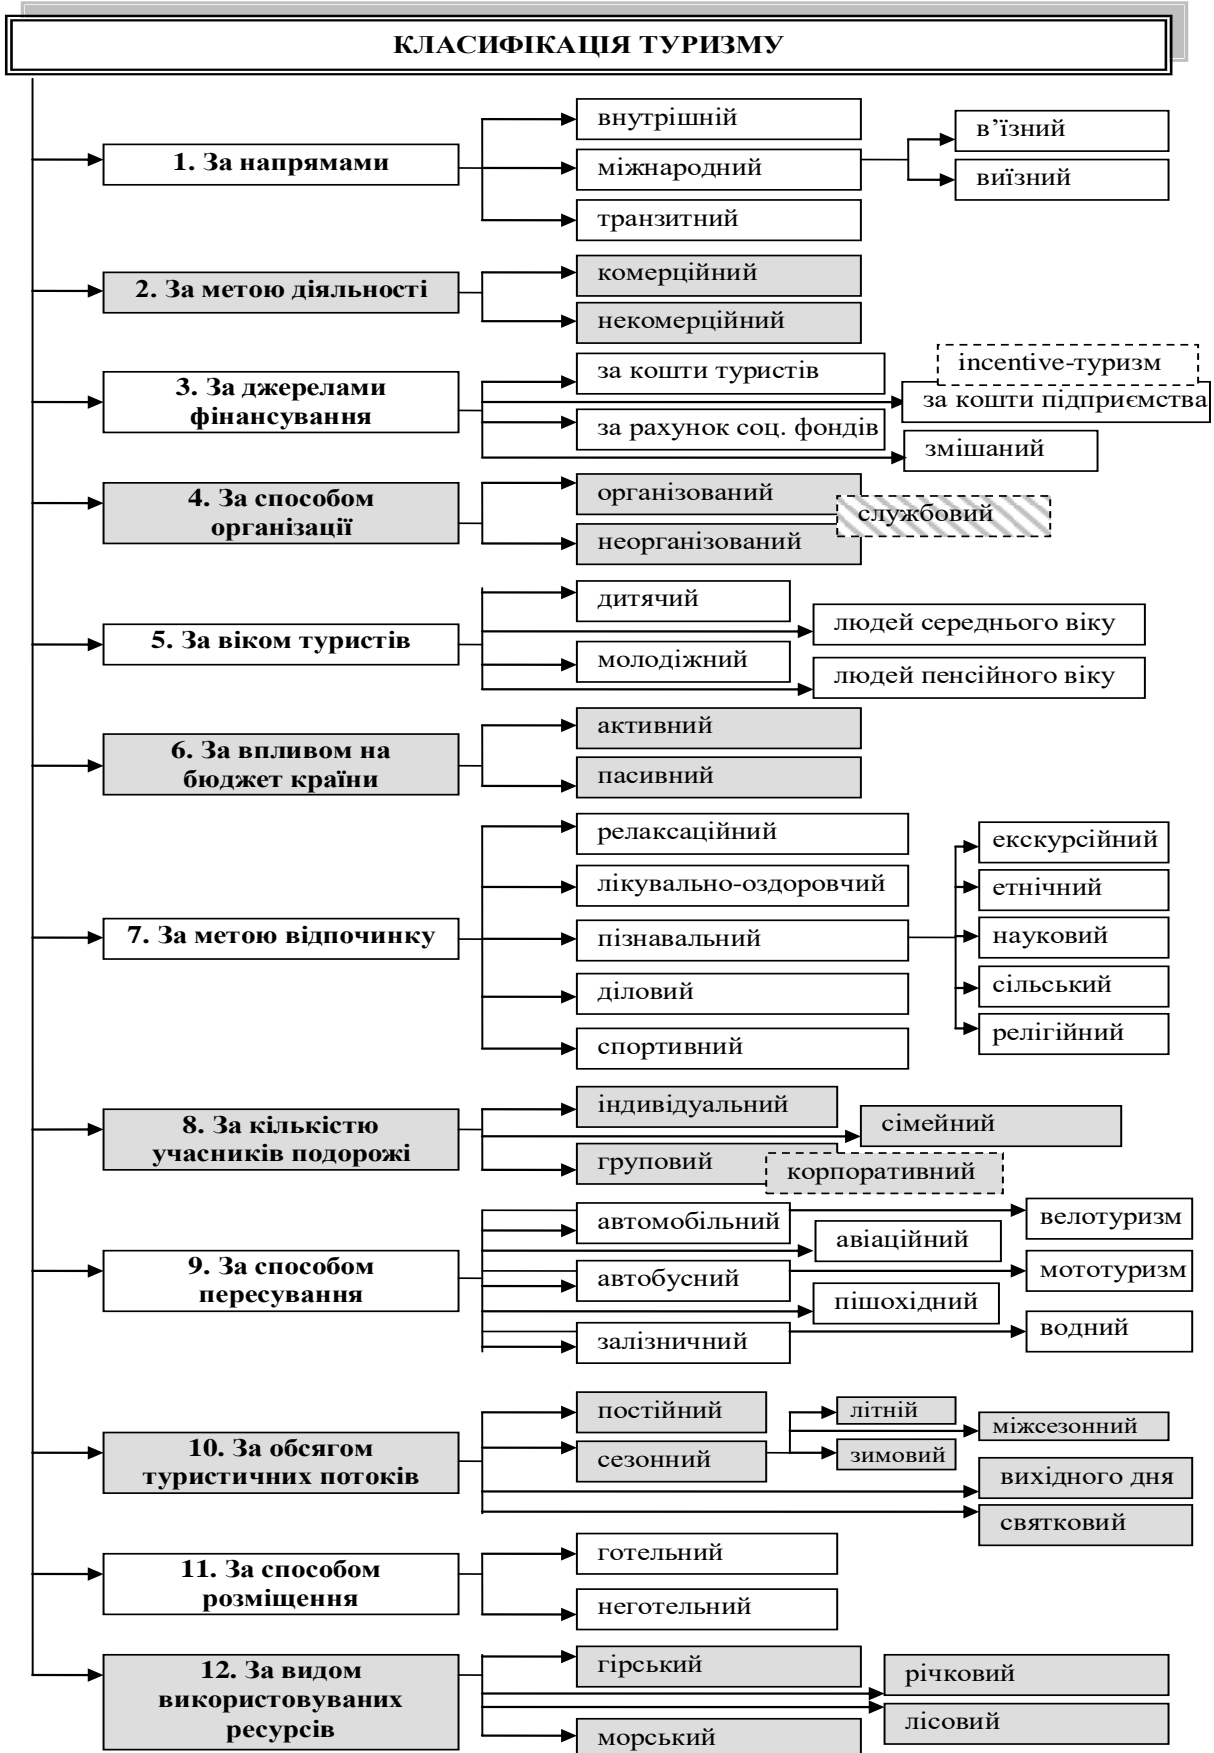 КЛАСИФІКАЦІЯ ТУРИЗМУ
1. За напрямами
внутрішній
міжнародний
транзитний
в’їзний
виїзний
2. За метою діяльності
комерційний
некомерційний
3. За джерелами
фінансування
за кошти туристів
incentive-туризм
за кошти підприємства
за рахунок соц. фондів
змішаний
4. За способом
організації
організований
службовий
неорганізований
5. За віком туристів
дитячий
людей середнього віку
молодіжний
людей пенсійного віку
6. За впливом на
бюджет країни
активний
пасивний
7. За метою відпочинку
релаксаційний
лікувально-оздоровчий
пізнавальний
діловий
спортивний
екскурсійний
етнічний
науковий
сільський
релігійний
8. За кількістю
учасників подорожі
індивідуальний
сімейний
груповий
корпоративний
9. За способом
пересування
автомобільний
велотуризм
авіаційний
автобусний
мототуризм
пішохідний
залізничний
водний
10. За обсягом
туристичних потоків
постійний
сезонний
літній
міжсезонний
зимовий
вихідного дня
святковий
11. За способом
розміщення
готельний
неготельний
12. За видом
використовуваних
ресурсів
гірський
річковий
лісовий
морський